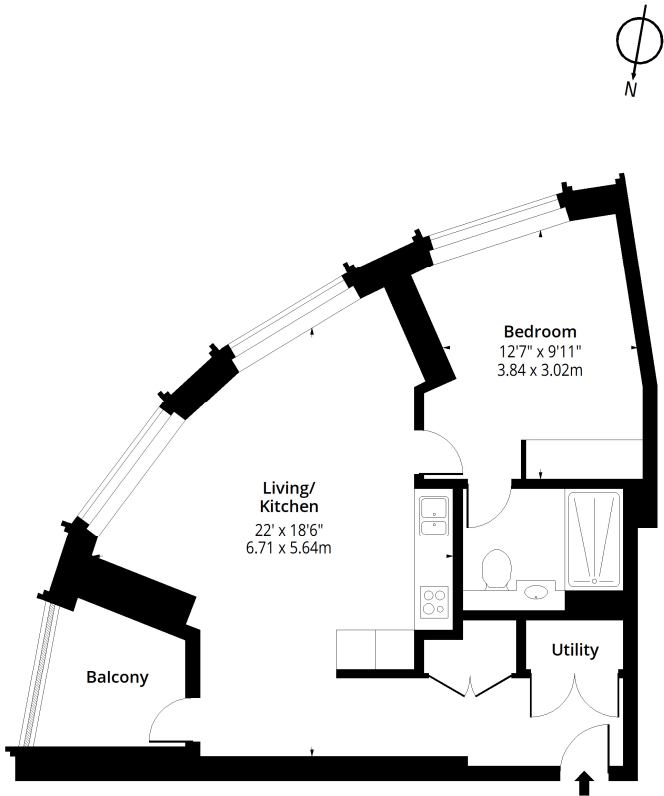 N
Bedroom
12'7" x 9'11"
3.84 x 3.02m
Living/
Kitchen
22' x 18'6"
6.71 x 5.64m
Utility
Balcony